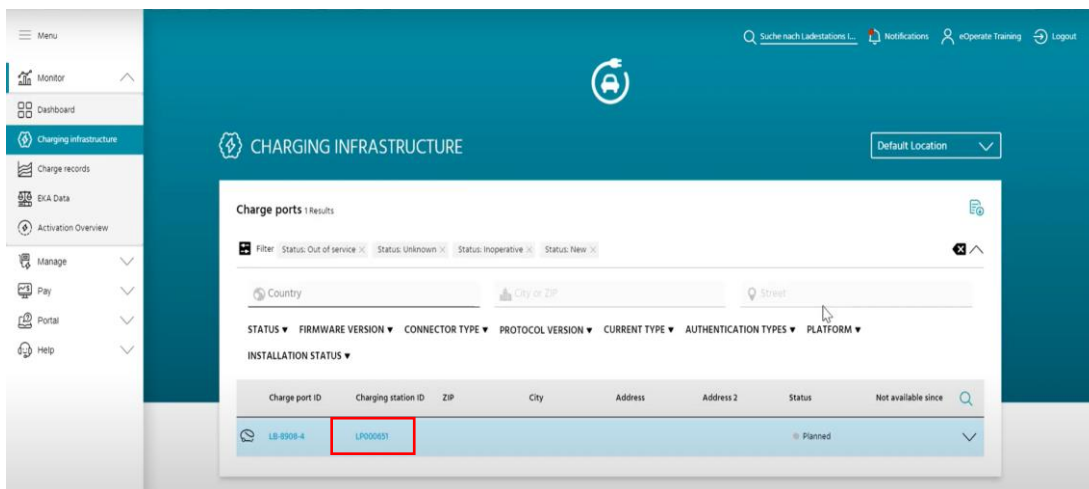 Menu
Suche nach Ladestations I...
Notifications
eOperate Training
Logout
Monitor
Dashboard
Charging infrastructure
Charge records
EKA Data
Activation Overview
Manage
Pay
Portal
Help
CHARGING INFRASTRUCTURE
Default Location
Charge ports 1 Results
Filter Status: Out of service Status: Unknown Status: Inoperative Status: New
Country City or ZIP Street
STATUS ▼ FIRMWARE VERSION ▼ CONNECTOR TYPE ▼ PROTOCOL VERSION ▼ CURRENT TYPE ▼ AUTHENTICATION TYPES ▼ PLATFORM ▼
INSTALLATION STATUS ▼
Charge port ID Charging station ID ZIP City Address Address 2 Status Not available since
LB-8908-4 LP000651 Planned